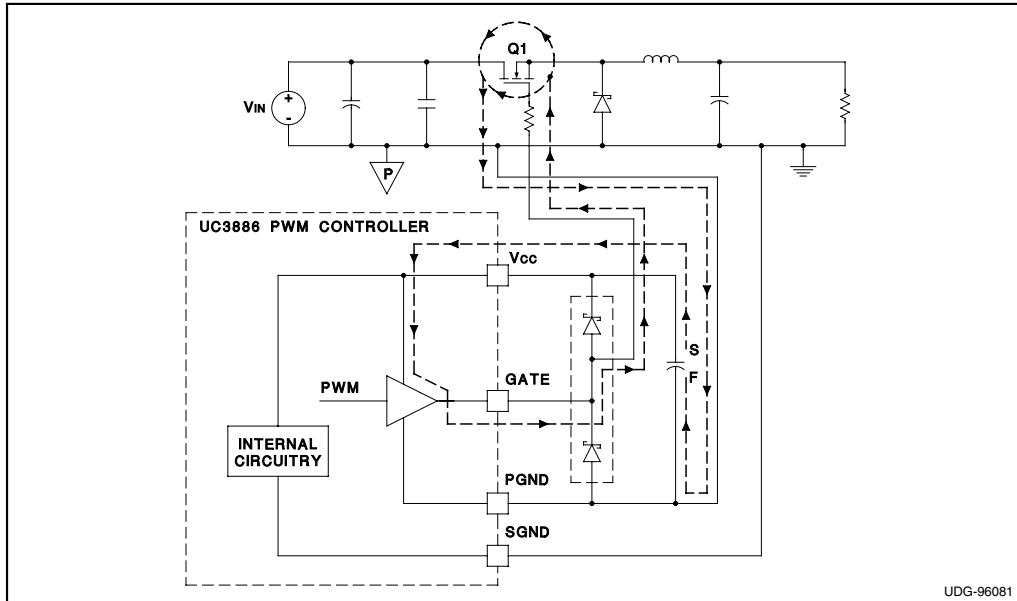 Q1
VIN
+
-
P
UC3886 PWM CONTROLLER
Vcc
S
F
GATE
PWM
INTERNAL
CIRCUITRY
PGND
SGND
UDG-96081